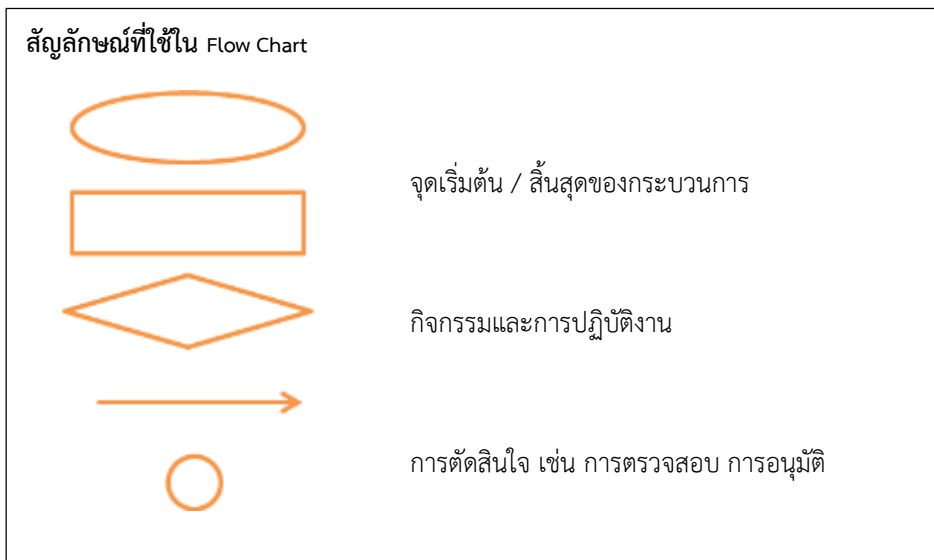 สัญลักษณ์ที่ใช้ใน Flow Chart
จุดเริ่มต้น / สิ้นสุดของกระบวนการ
กิจกรรมและการปฏิบัติงาน
การตัดสินใจ เช่น การตรวจสอบ การอนุมัติ